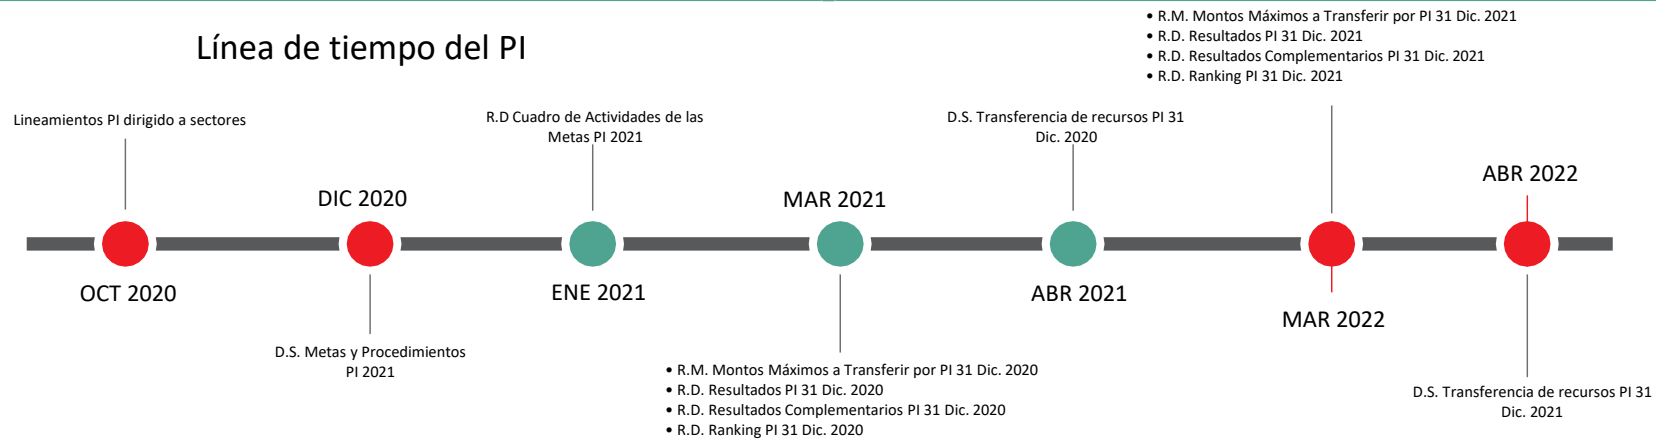 Línea de tiempo del PI
• R.M. Montos Máximos a Transferir por PI 31 Dic. 2021
• R.D. Resultados PI 31 Dic. 2021
• R.D. Resultados Complementarios PI 31 Dic. 2021
• R.D. Ranking PI 31 Dic. 2021
Lineamientos PI dirigido a sectores
R.D Cuadro de Actividades de las
Metas PI 2021
D.S. Transferencia de recursos PI 31
Dic. 2020
DIC 2020
MAR 2021
ABR 2022
OCT 2020
ENE 2021
ABR 2021
MAR 2022
D.S. Metas y Procedimientos
PI 2021
• R.M. Montos Máximos a Transferir por PI 31 Dic. 2020
• R.D. Resultados PI 31 Dic. 2020
• R.D. Resultados Complementarios PI 31 Dic. 2020
• R.D. Ranking PI 31 Dic. 2020
D.S. Transferencia de recursos PI 31
Dic. 2021